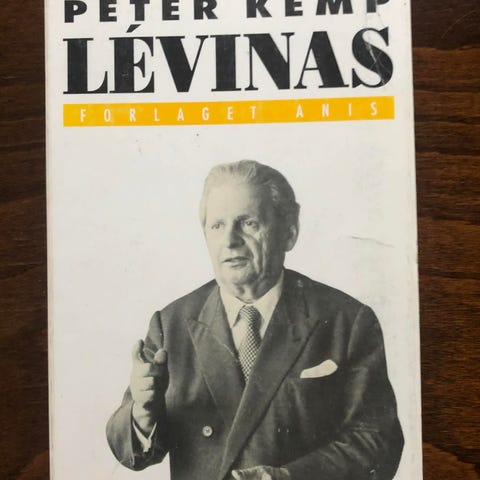 PETER KEMP
LÉVINAS
FORLAGET ANIS